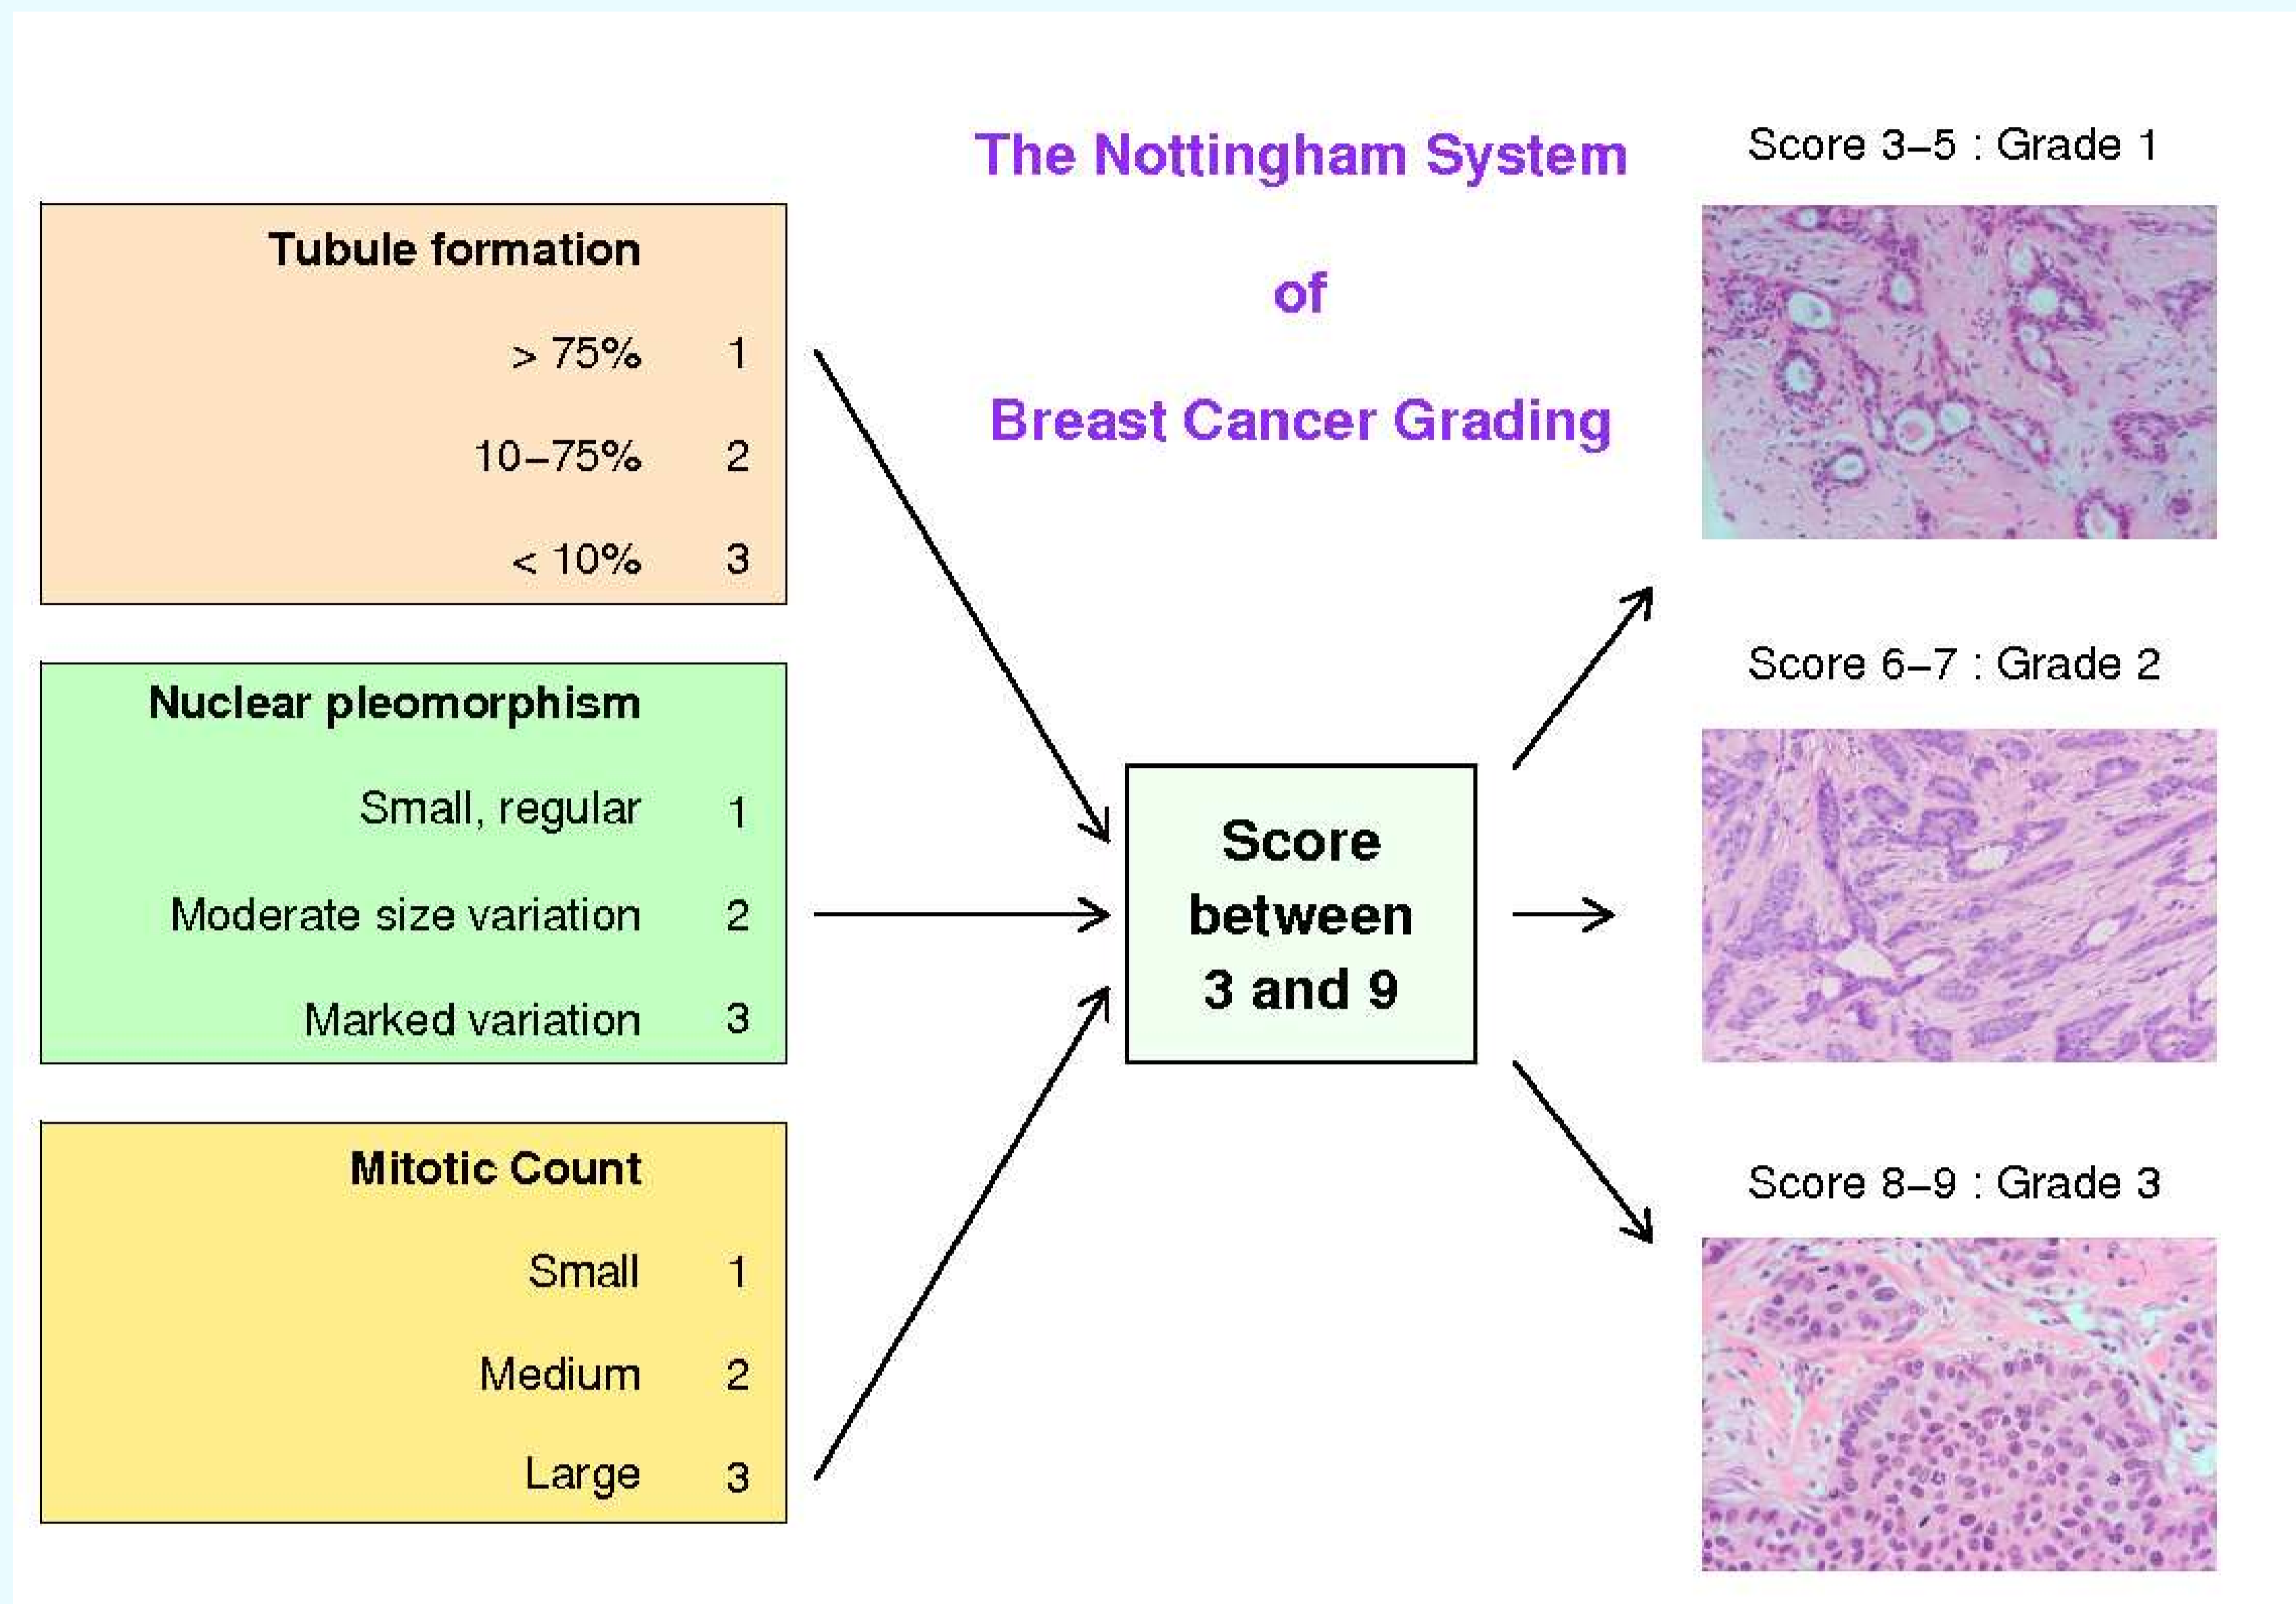 The Nottingham System
of
Breast Cancer Grading
Tubule formation
> 75% 1
10–75% 2
< 10% 3
Nuclear pleomorphism
Small, regular 1
Moderate size variation 2
Marked variation 3
Mitotic Count
Small 1
Medium 2
Large 3
Score
between
3 and 9
Score 3–5 : Grade 1
Score 6–7 : Grade 2
Score 8–9 : Grade 3